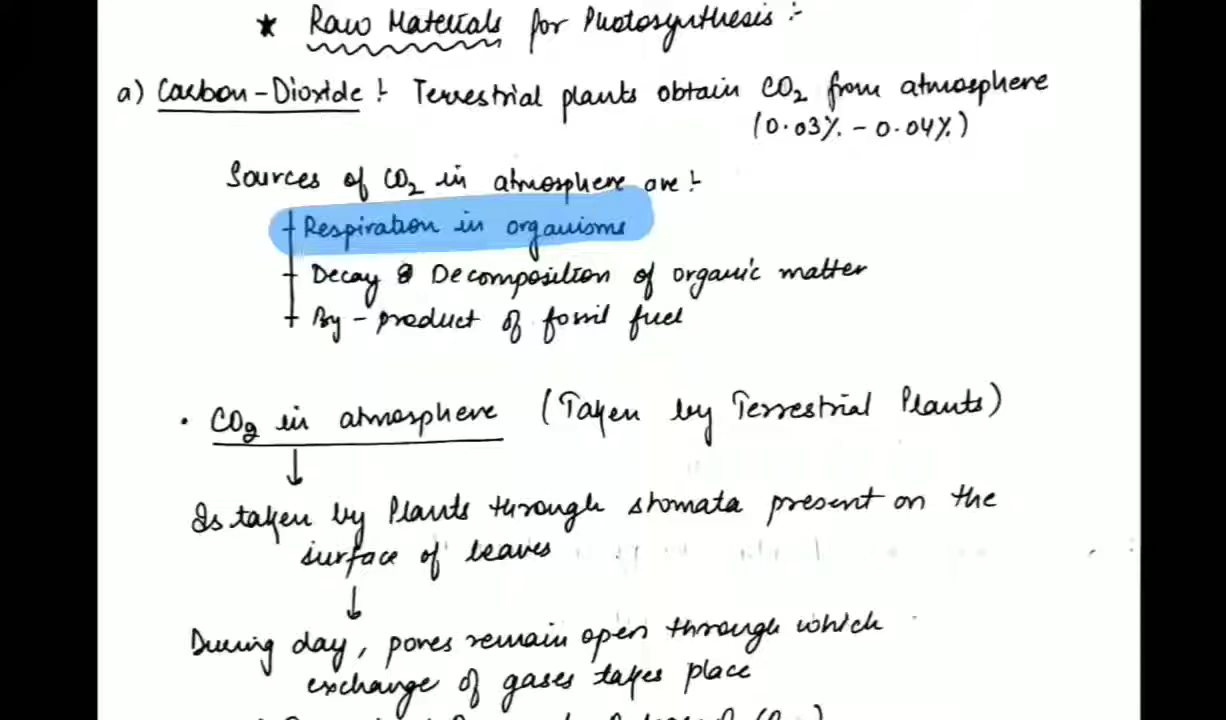 ★ Raw Materials for Photosynthesis :-
a) Carbon-Dioxide :- Terrestrial plants obtain CO₂ from atmosphere
(0.03% - 0.04%)
Sources of CO₂ in atmosphere are :-
Respiration in organisms
Decay & Decomposition of organic matter
By-product of fossil fuel
• CO₂ in atmosphere (Taken by Terrestrial Plants)
↓
Is taken by Plants through stomata present on the
surface of leaves
↓
During day, pores remain open through which
exchange of gases takes place